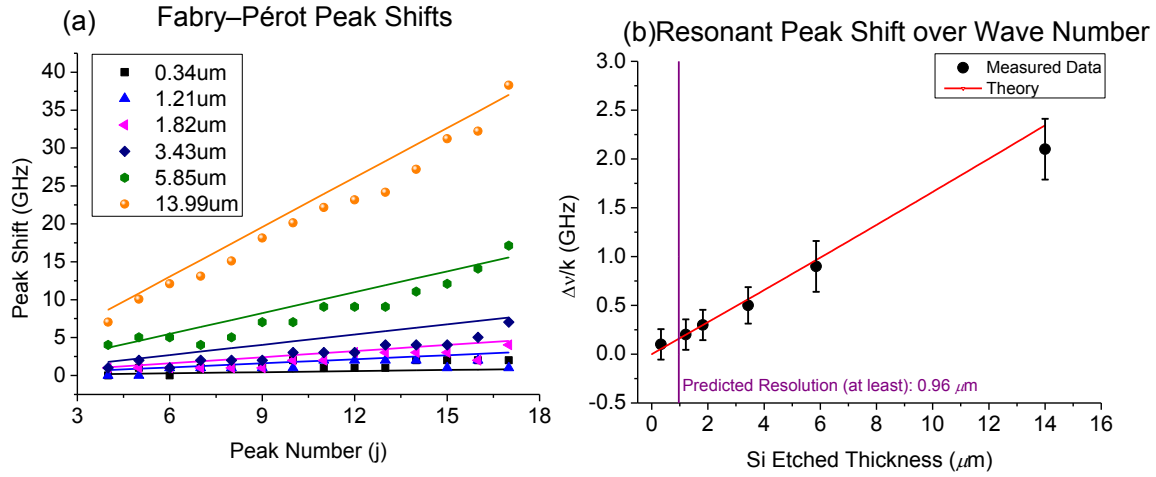 (a) Fabry–Pérot Peak Shifts
0.34um
1.21um
1.82um
3.43um
5.85um
13.99um
Peak Shift (GHz)
40
35
30
25
20
15
10
5
0
3 6 9 12 15 18
Peak Number (j)
(b)Resonant Peak Shift over Wave Number
Measured Data
Theory
Δν/k (GHz)
3.0
2.5
2.0
1.5
1.0
0.5
0.0
-0.5
Predicted Resolution (at least): 0.96 μm
0 2 4 6 8 10 12 14 16
Si Etched Thickness (μm)